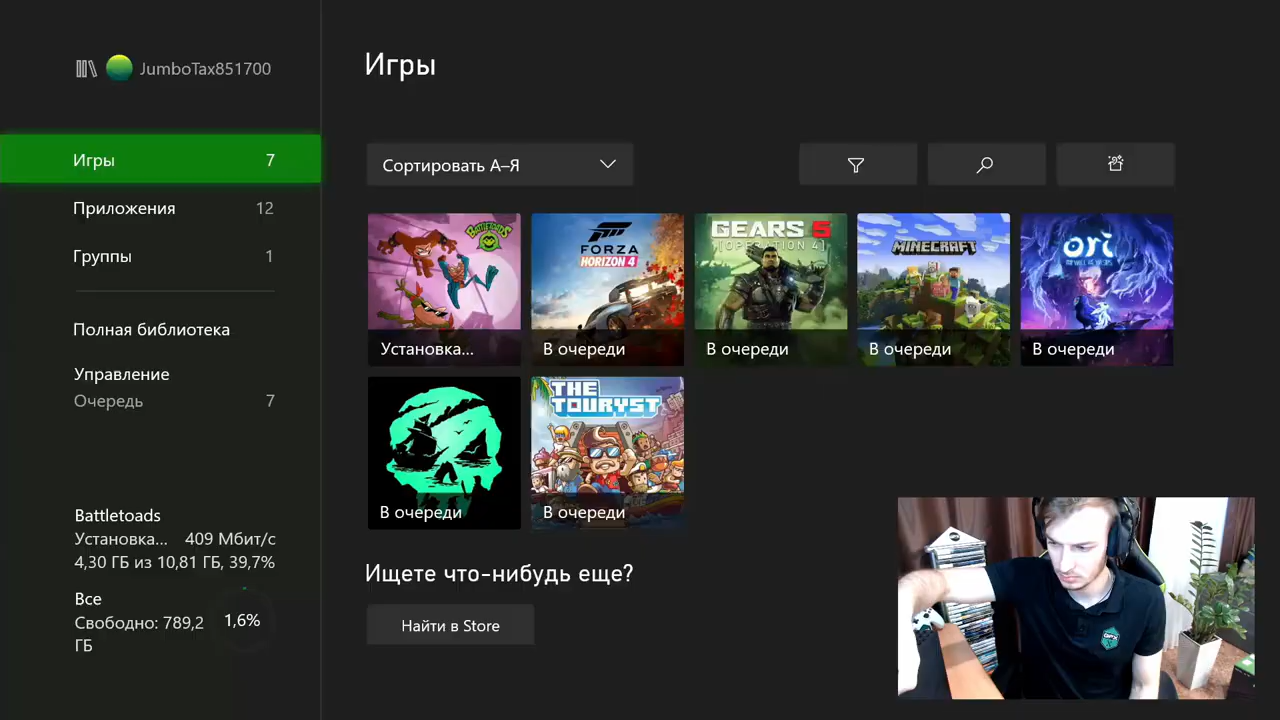 JumboTax851700
Игры 7
Приложения 12
Группы 1
Полная библиотека
Управление
Очередь 7
Battletoads
Установка... 409 Мбит/с
4,30 ГБ из 10,81 ГБ, 39,7%
Все
Свободно: 789,2
ГБ
1,6%
Игры
Сортировать А–Я
BATTLETOADS
Установка...
FORZA
HORIZON 4
В очереди
GEARS 5
[OPERATION 4]
В очереди
MINECRAFT
В очереди
ori
В очереди
В очереди
THE
TOURYST
В очереди
Ищете что-нибудь еще?
Найти в Store